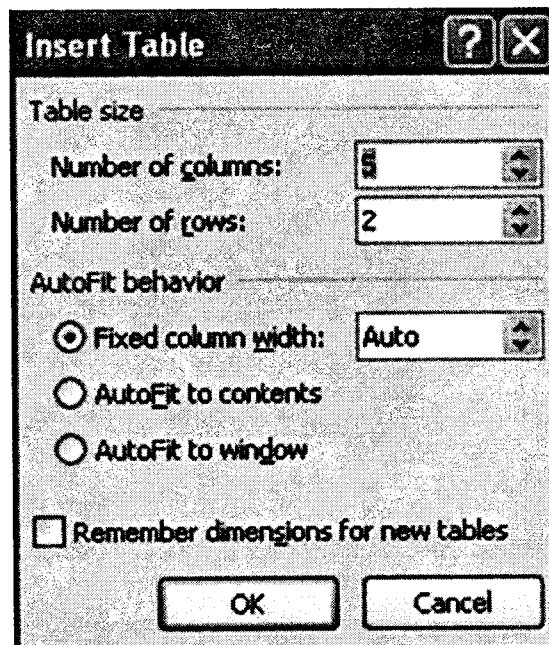 Insert Table ? X
Table size
Number of columns: 5
Number of rows: 2
AutoFit behavior
Fixed column width: Auto
AutoFit to contents
AutoFit to window
Remember dimensions for new tables
OK Cancel